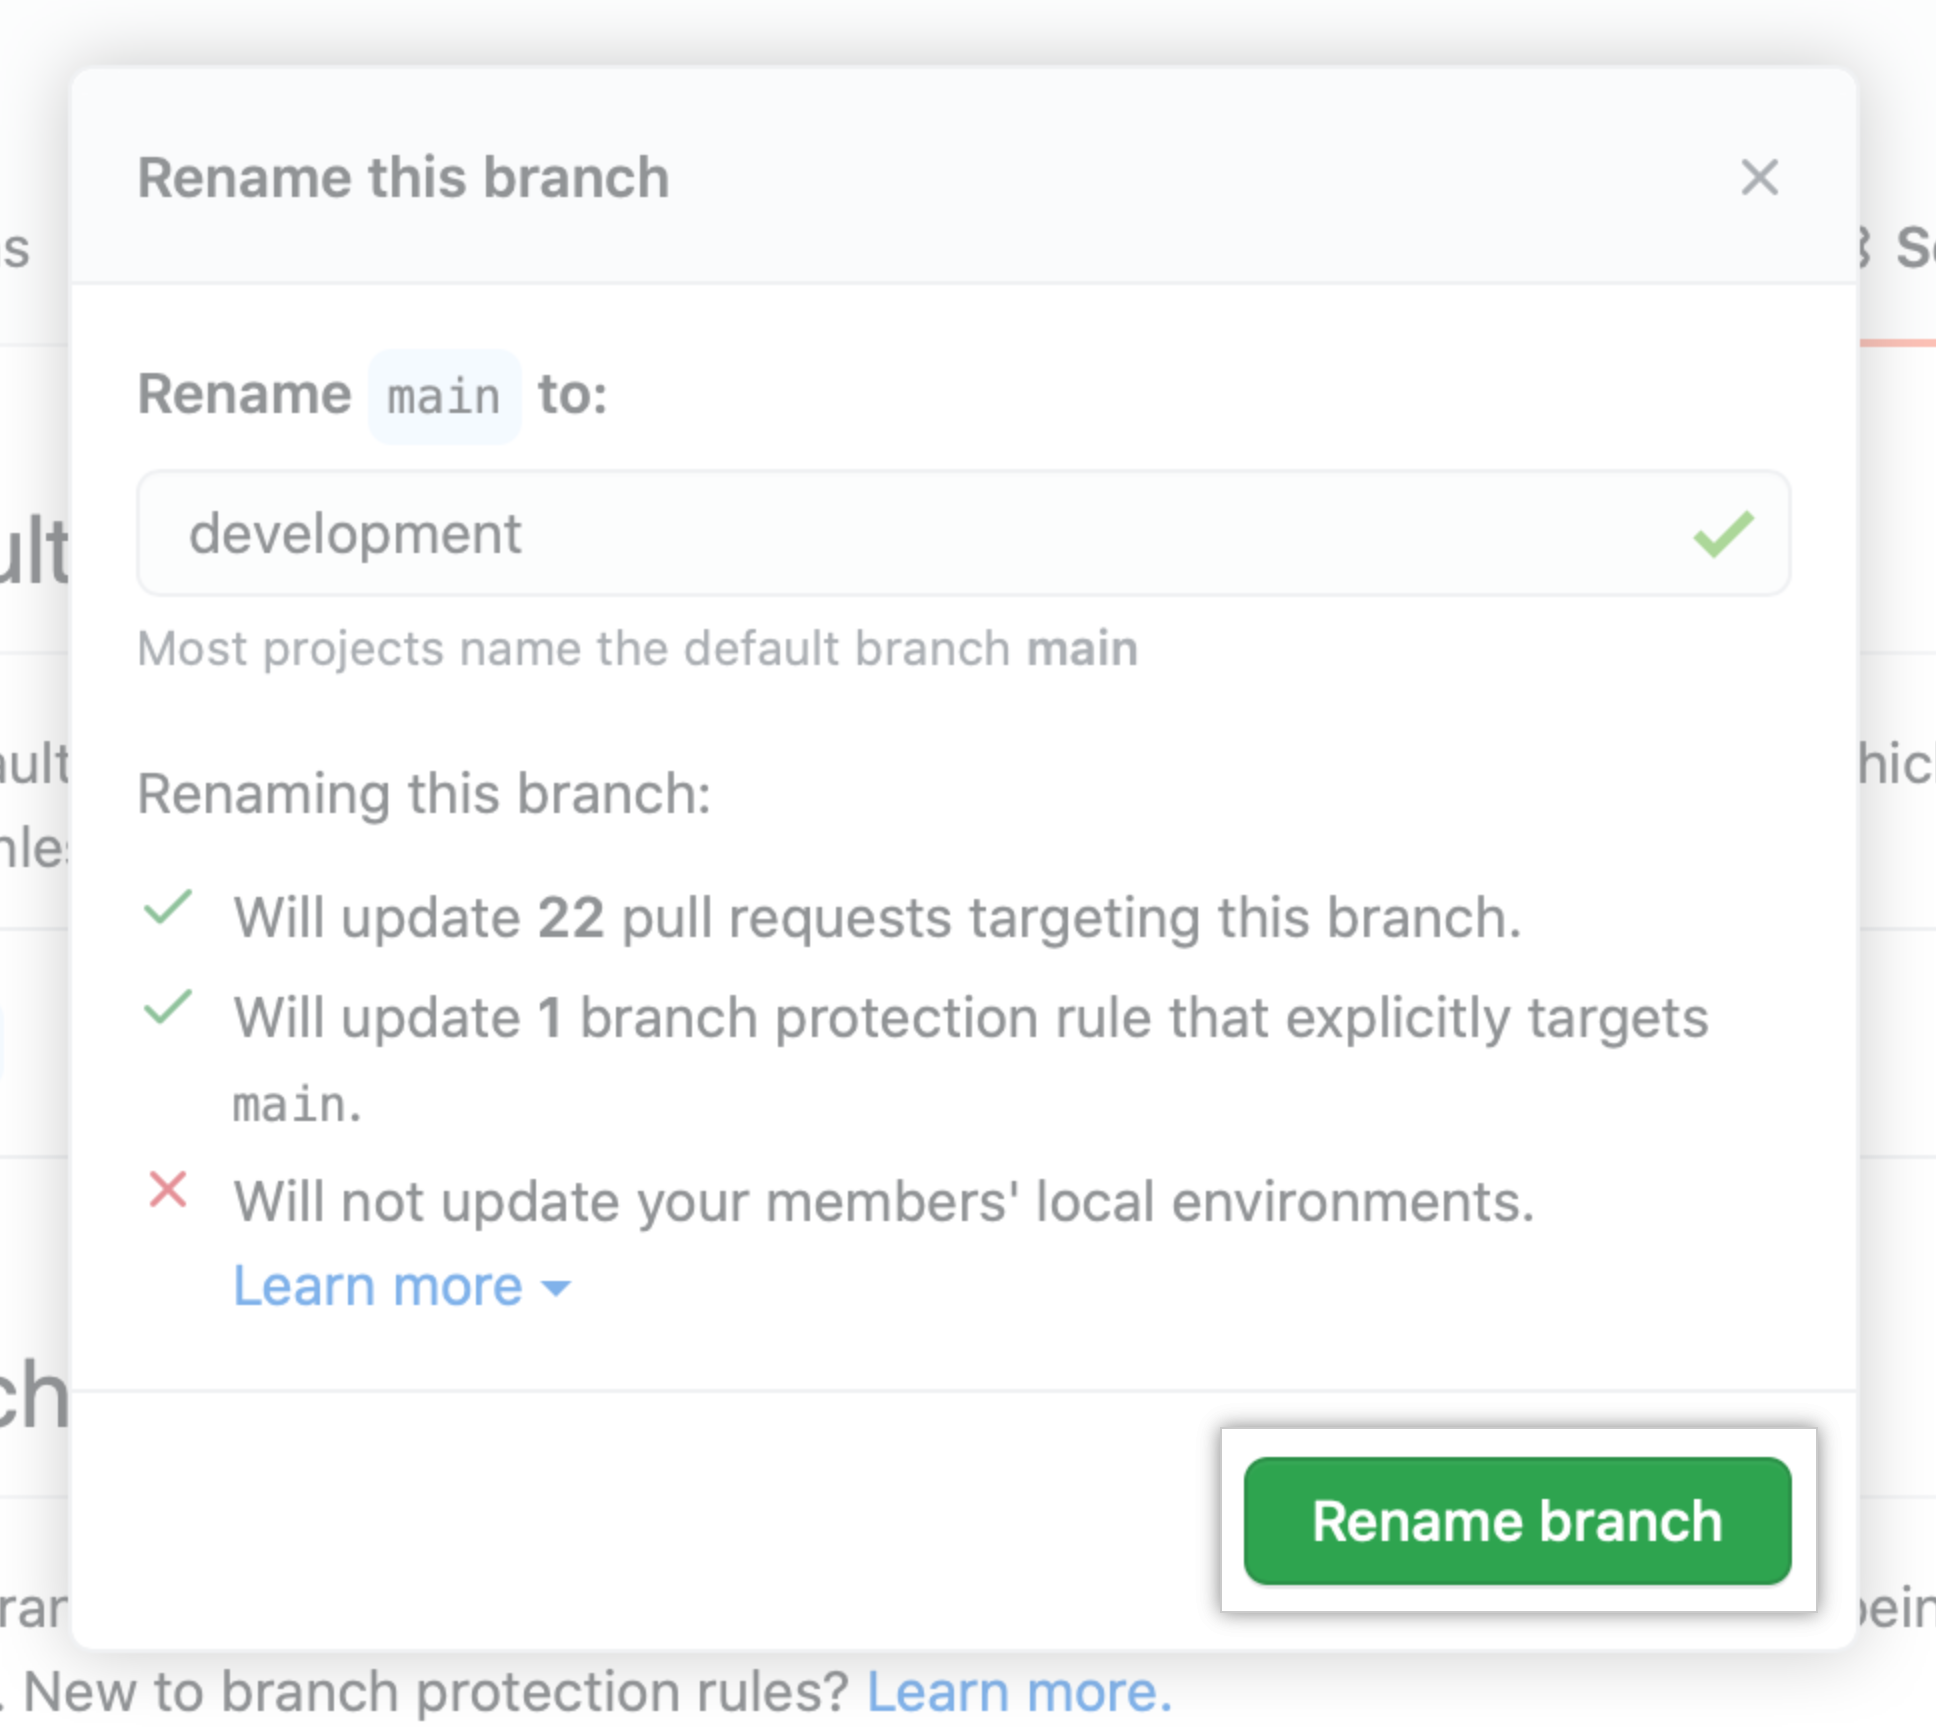 Rename this branch
Rename main to:
development
Most projects name the default branch main
Renaming this branch:
Will update 22 pull requests targeting this branch.
Will update 1 branch protection rule that explicitly targets
main.
Will not update your members' local environments.
Learn more
Rename branch
. New to branch protection rules? Learn more.